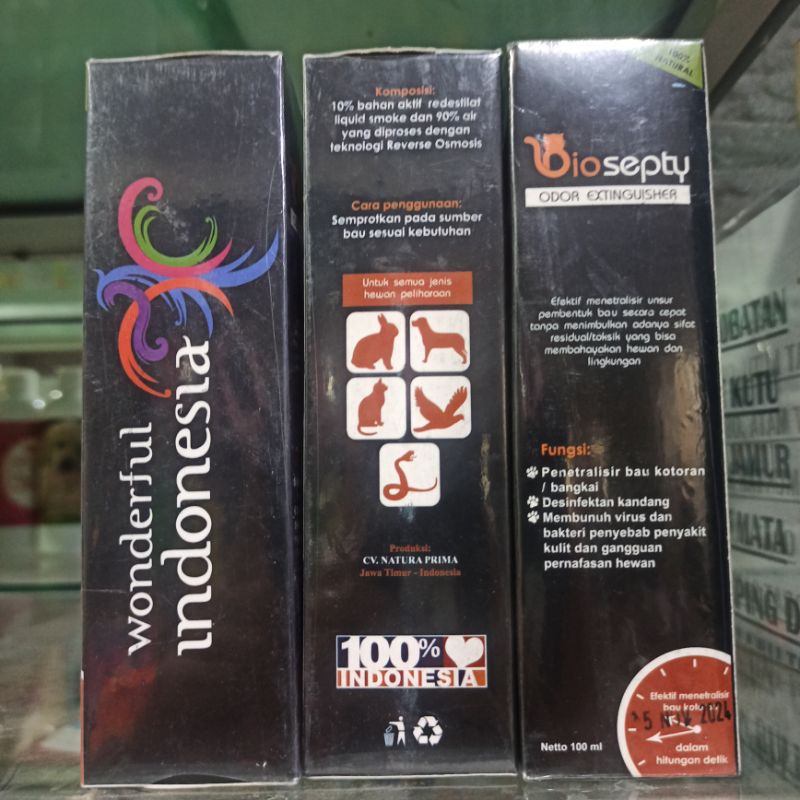 wonderful
indonesia
Komposisi:
10% bahan aktif redestilat
liquid smoke dan 90% air
yang diproses dengan
teknologi Reverse Osmosis
Cara penggunaan:
Semprotkan pada sumber
bau sesuai kebutuhan
Untuk semua jenis
hewan peliharaan
Produksi:
CV. NATURA PRIMA
Jawa Timur - Indonesia
100%
INDONESIA
100%
NATURAL
Biosepty
ODOR EXTINGUISHER
Efektif menetralisir unsur
pembentuk bau secara cepat
tanpa menimbulkan adanya sifat
residual/toksik yang bisa
membahayakan hewan dan
lingkungan
Fungsi:
Penetralisir bau kotoran
/ bangkai
Desinfektan kandang
Membunuh virus dan
bakteri penyebab penyakit
kulit dan gangguan
pernafasan hewan
Netto 100 ml
Efektif menetralisir
bau
5 NOV 2024
dalam
hitungan detik
KUTU
JAMUR
MATA